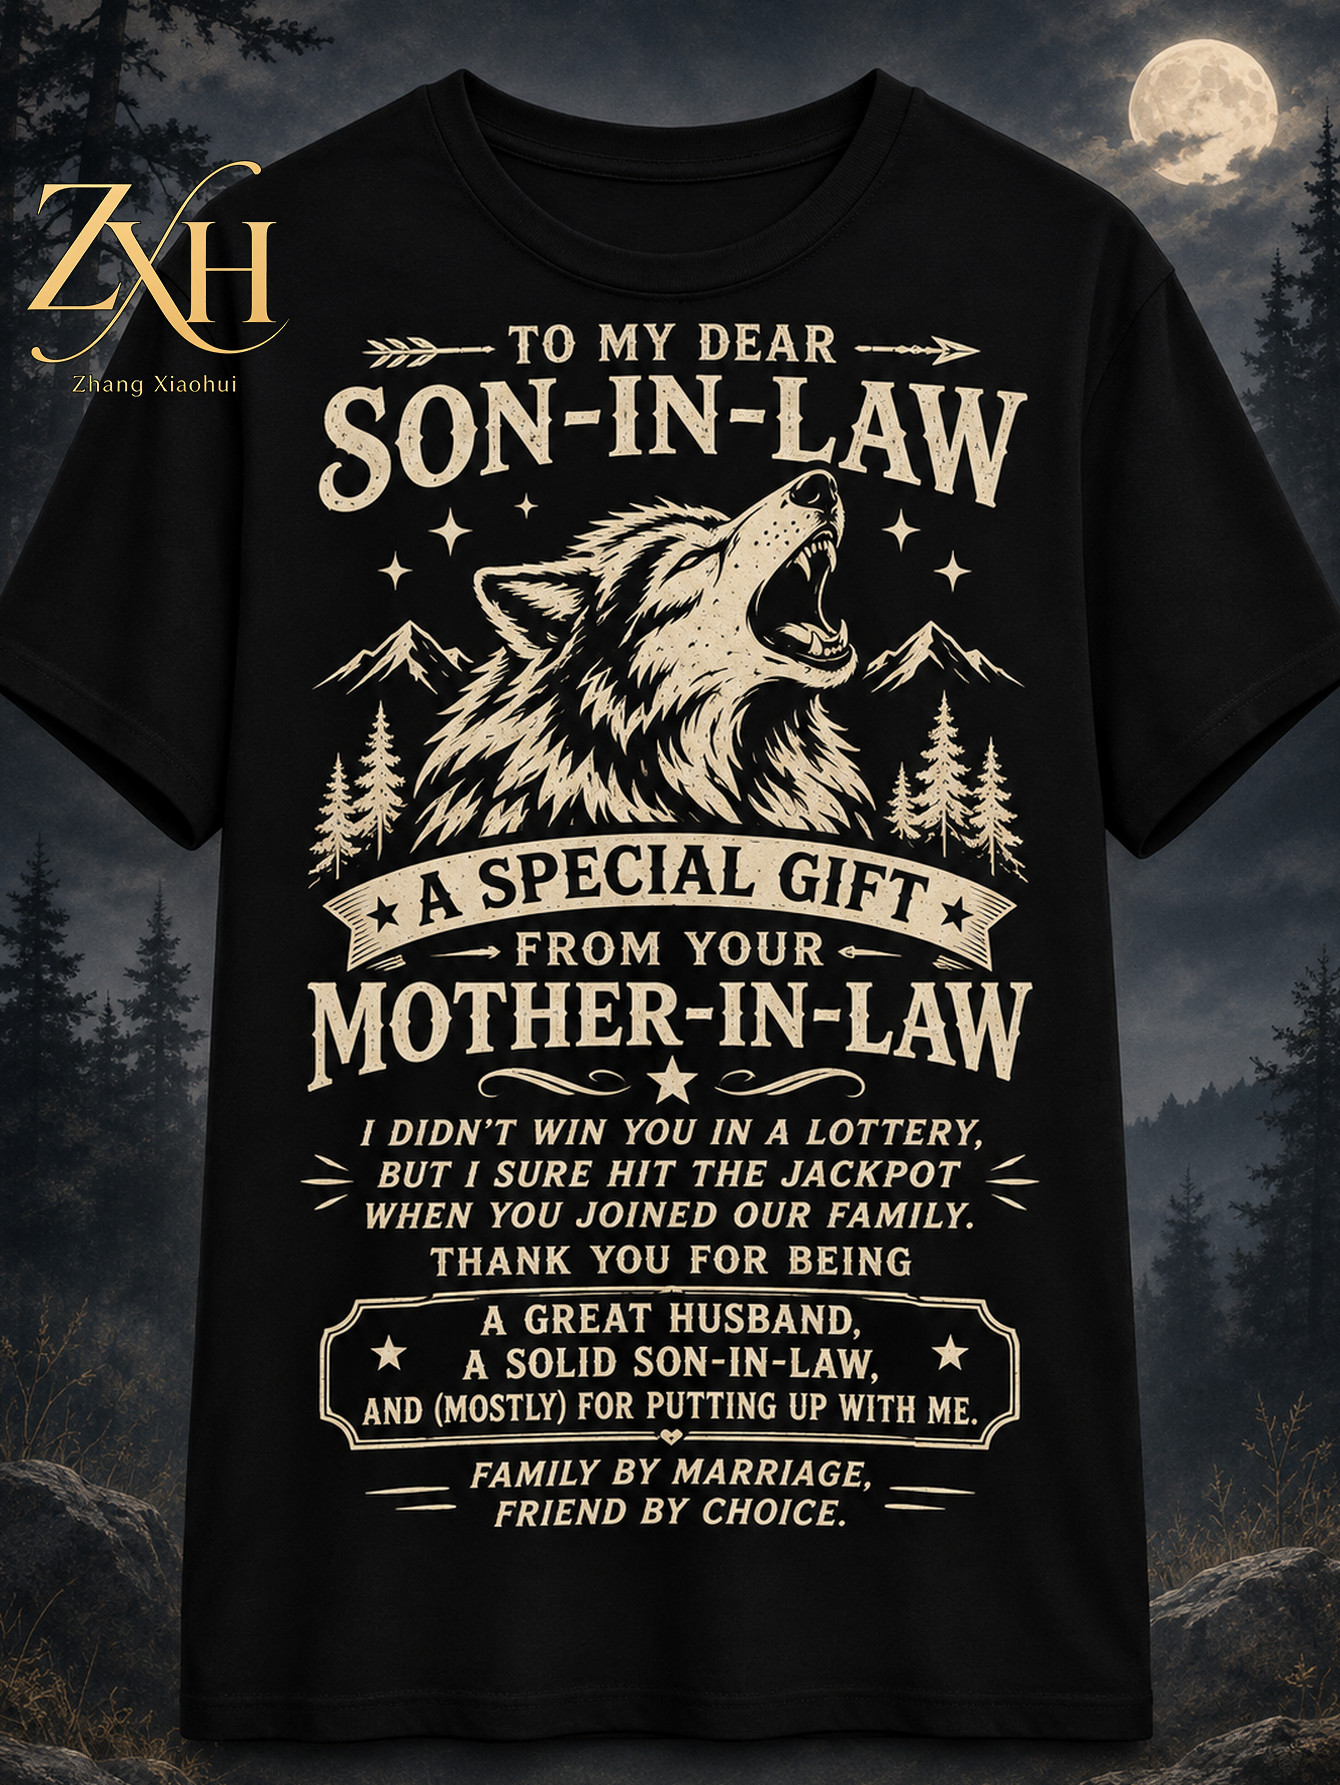 ZXH
Zhang Xiaohui
TO MY DEAR
SON-IN-LAW
A SPECIAL GIFT
FROM YOUR
MOTHER-IN-LAW
I DIDN'T WIN YOU IN A LOTTERY,
BUT I SURE HIT THE JACKPOT
WHEN YOU JOINED OUR FAMILY.
THANK YOU FOR BEING
A GREAT HUSBAND,
A SOLID SON-IN-LAW,
AND (MOSTLY) FOR PUTTING UP WITH ME.
FAMILY BY MARRIAGE,
FRIEND BY CHOICE.